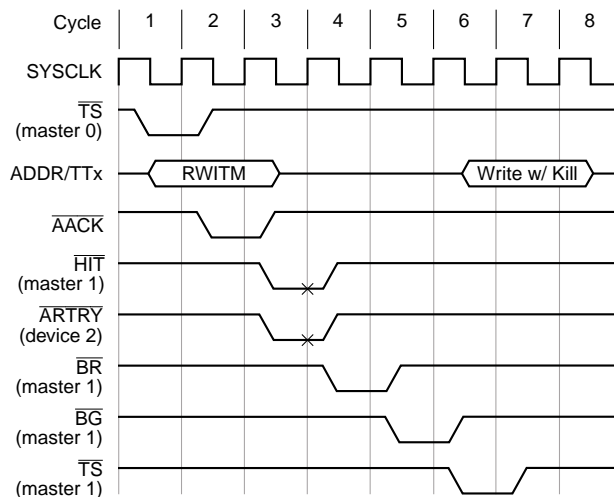 Cycle 1 2 3 4 5 6 7 8
SYSCLK
TS
(master 0)
ADDR/TTx RWITM Write w/ Kill
AACK
HIT
(master 1)
ARTRY
(device 2)
BR
(master 1)
BG
(master 1)
TS
(master 1)